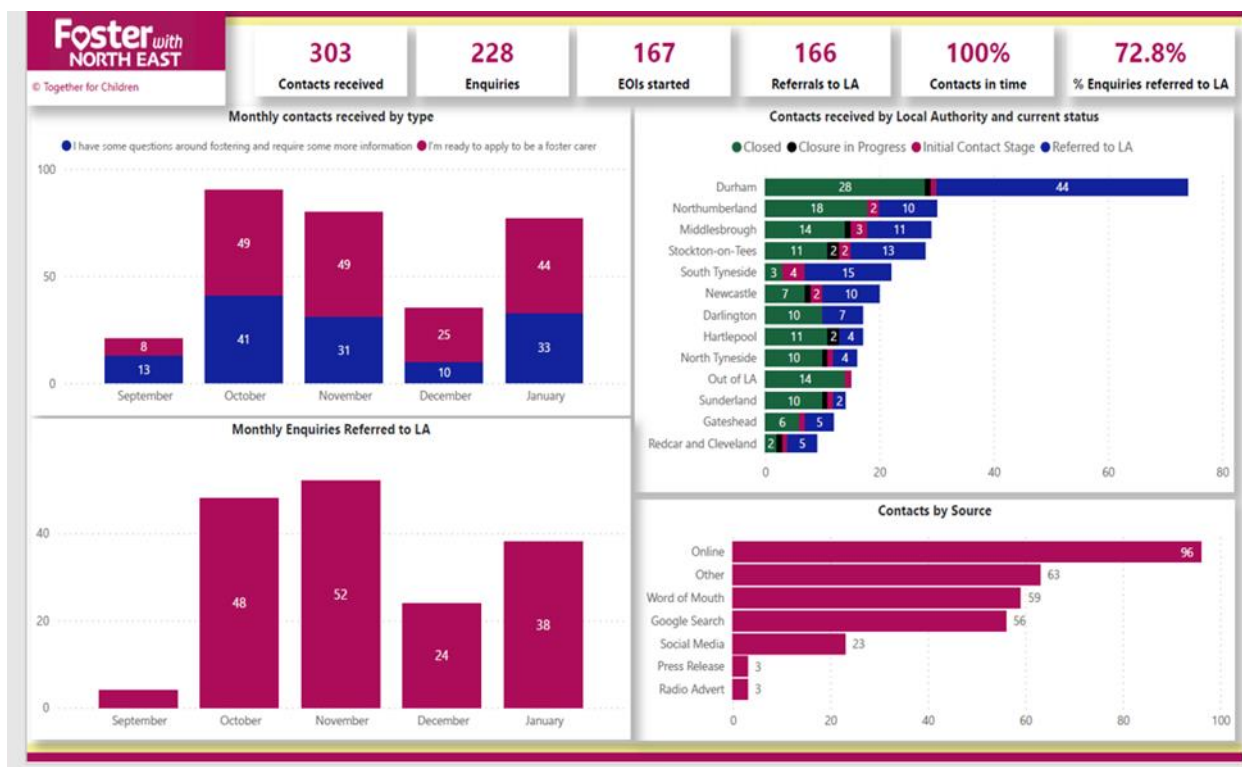 Foster with
NORTH EAST
© Together for Children
303
Contacts received
228
Enquiries
167
EOIs started
166
Referrals to LA
100%
Contacts in time
72.8%
% Enquiries referred to LA
Monthly contacts received by type
I have some questions around fostering and require some more information I'm ready to apply to be a foster carer
100
50
0
49
49
44
8
25
41
31
33
13
10
September October November December January
Monthly Enquiries Referred to LA
40
20
0
48
52
24
38
September October November December January
Contacts received by Local Authority and current status
Closed Closure in Progress Initial Contact Stage Referred to LA
Durham 28 44
Northumberland 18 2 10
Middlesbrough 14 3 11
Stockton-on-Tees 11 2 2 13
South Tyneside 3 4 15
Newcastle 7 2 10
Darlington 10 7
Hartlepool 11 2 4
North Tyneside 10 4
Out of LA 14
Sunderland 10 2
Gateshead 6 5
Redcar and Cleveland 2 5
0 20 40 60 80
Contacts by Source
Online 96
Other 63
Word of Mouth 59
Google Search 56
Social Media 23
Press Release 3
Radio Advert 3
0 20 40 60 80 100